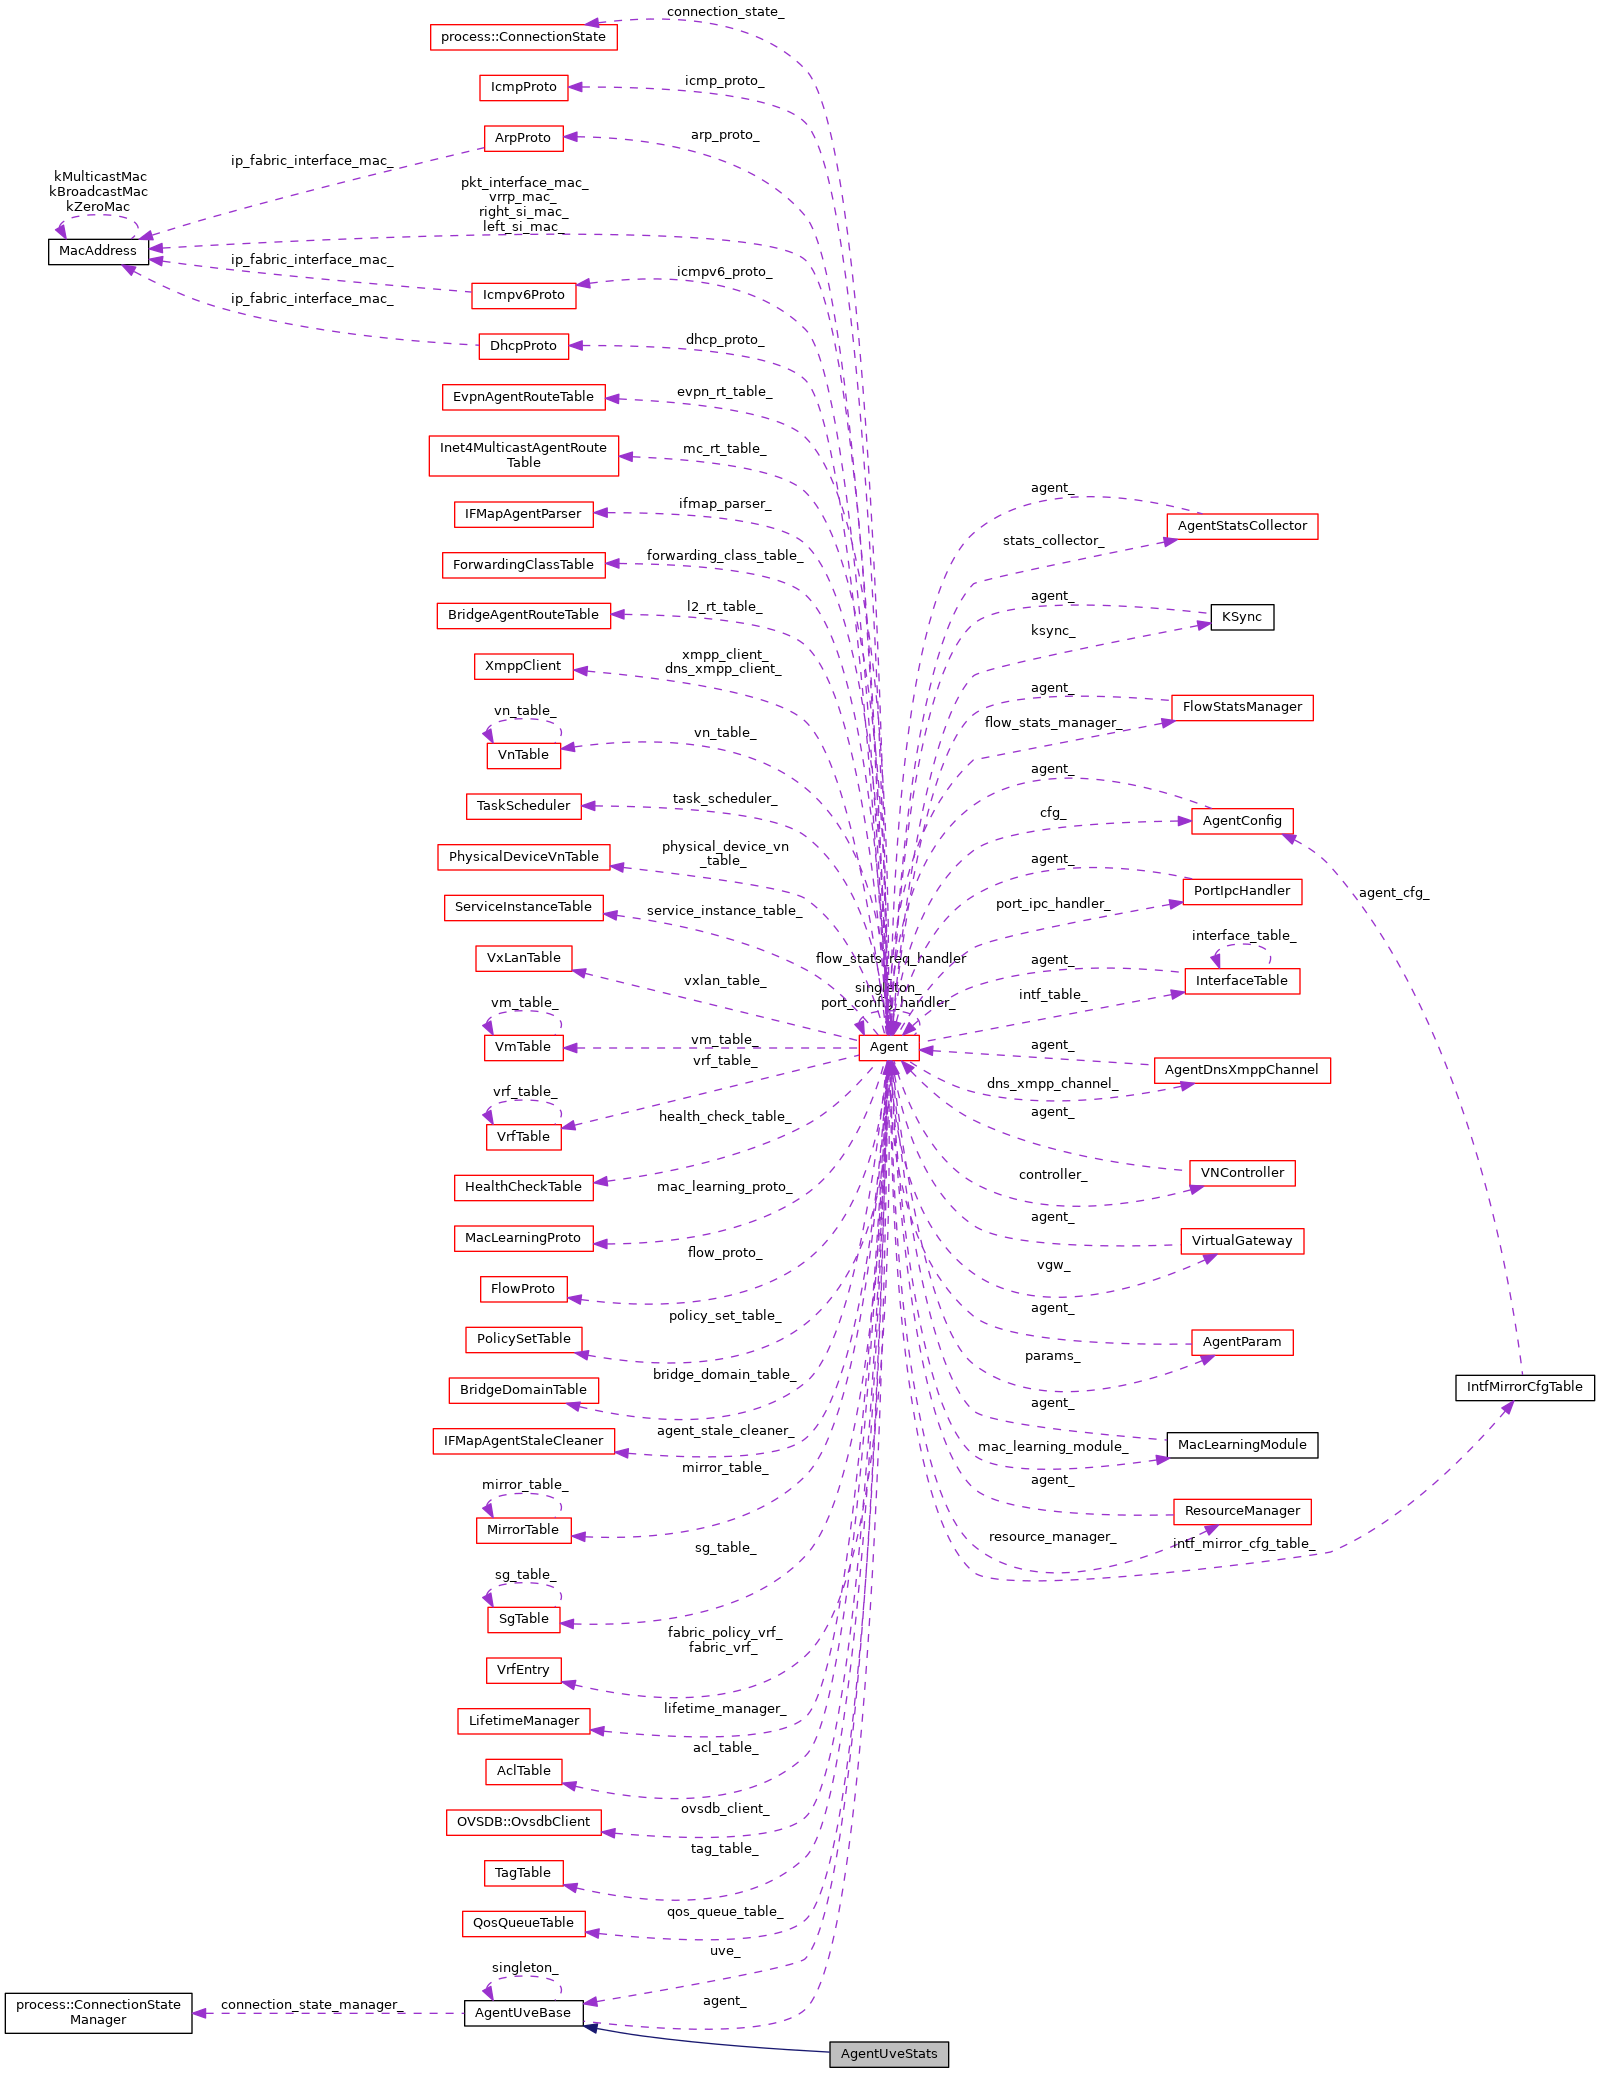 connection_state_
process::ConnectionState
IcmpProto
icmp_proto_
ArpProto
arp_proto_
ip_fabric_interface_mac_
kMulticastMac
kBroadcastMac
kZeroMac
pkt_interface_mac_
vrrp_mac_
right_si_mac_
left_si_mac_
MacAddress
ip_fabric_interface_mac_
icmpv6_proto_
Icmpv6Proto
ip_fabric_interface_mac_
dhcp_proto_
DhcpProto
evpn_rt_table_
EvpnAgentRouteTable
mc_rt_table_
Inet4MulticastAgentRoute
Table
ifmap_parser_
IFMapAgentParser
forwarding_class_table_
ForwardingClassTable
l2_rt_table_
BridgeAgentRouteTable
xmpp_client_
dns_xmpp_client_
XmppClient
vn_table_
vn_table_
VnTable
task_scheduler_
TaskScheduler
physical_device_vn
_table_
PhysicalDeviceVnTable
service_instance_table_
ServiceInstanceTable
VxLanTable
vxlan_table_
vm_table_
VmTable
vm_table_
vrf_table_
vrf_table_
VrfTable
health_check_table_
HealthCheckTable
mac_learning_proto_
MacLearningProto
flow_proto_
FlowProto
policy_set_table_
PolicySetTable
bridge_domain_table_
BridgeDomainTable
agent_stale_cleaner_
IFMapAgentStaleCleaner
mirror_table_
mirror_table_
MirrorTable
sg_table_
sg_table_
SgTable
fabric_policy_vrf_
fabric_vrf_
VrfEntry
lifetime_manager_
LifetimeManager
acl_table_
AclTable
ovsdb_client_
OVSDB::OvsdbClient
tag_table_
TagTable
qos_queue_table_
QosQueueTable
uve_
singleton_
agent_
AgentUveBase
connection_state_manager_
process::ConnectionState
Manager
AgentUveStats
flow_stats_req_handler
_
singleton_
port_config_handler_
Agent
agent_
AgentStatsCollector
stats_collector_
agent_
KSync
ksync_
agent_
FlowStatsManager
flow_stats_manager_
agent_
cfg_
AgentConfig
agent_
PortIpcHandler
port_ipc_handler_
agent_cfg_
interface_table_
agent_
InterfaceTable
intf_table_
agent_
AgentDnsXmppChannel
dns_xmpp_channel_
agent_
VNController
controller_
agent_
VirtualGateway
vgw_
agent_
AgentParam
params_
IntfMirrorCfgTable
agent_
MacLearningModule
mac_learning_module_
agent_
ResourceManager
resource_manager_
intf_mirror_cfg_table_